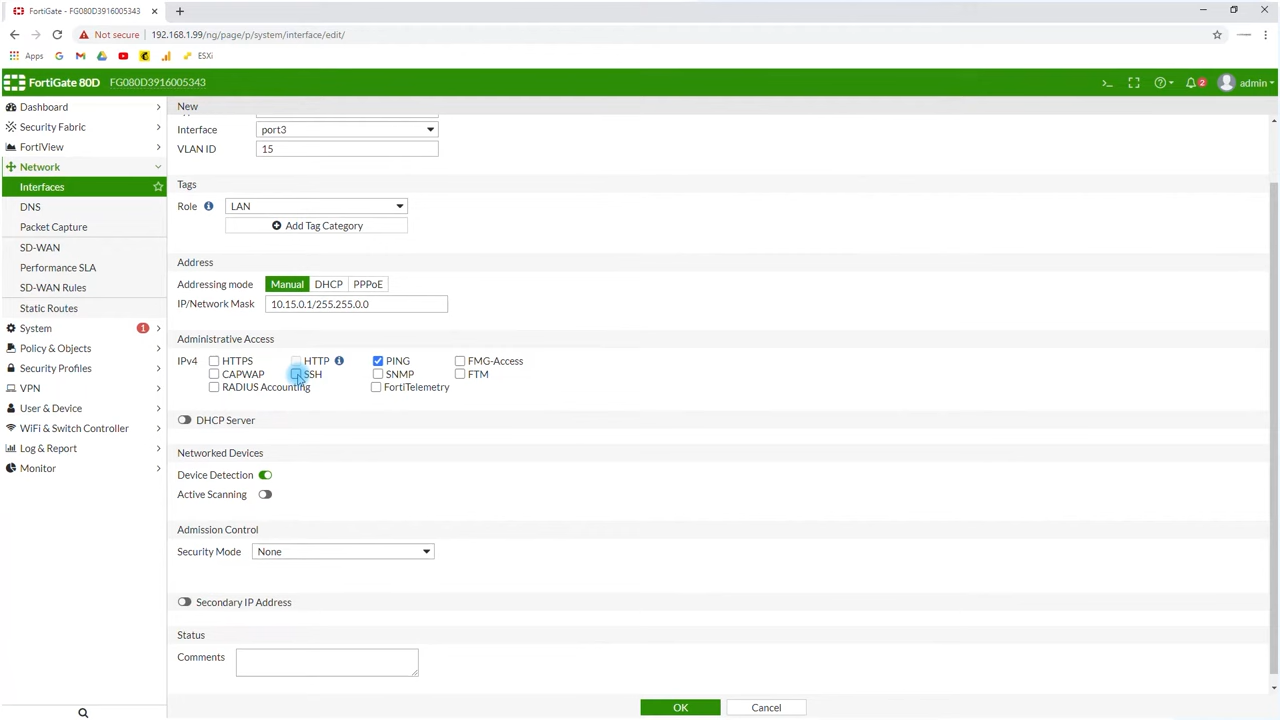 FortiGate - FG080D3916005343
Not secure 192.168.1.99/ng/page/p/system/interface/edit/
Apps ESXi
FortiGate 80D FG080D3916005343 >_ 2 admin
Dashboard
Security Fabric
FortiView
Network
Interfaces
DNS
Packet Capture
SD-WAN
Performance SLA
SD-WAN Rules
Static Routes
System 1
Policy & Objects
Security Profiles
VPN
User & Device
WiFi & Switch Controller
Log & Report
Monitor
New
Interface port3
VLAN ID 15
Tags
Role LAN
Add Tag Category
Address
Addressing mode Manual DHCP PPPoE
IP/Network Mask 10.15.0.1/255.255.0.0
Administrative Access
IPv4 HTTPS HTTP PING FMG-Access
CAPWAP SSH SNMP FTM
RADIUS Accounting FortiTelemetry
DHCP Server
Networked Devices
Device Detection
Active Scanning
Admission Control
Security Mode None
Secondary IP Address
Status
Comments
OK Cancel